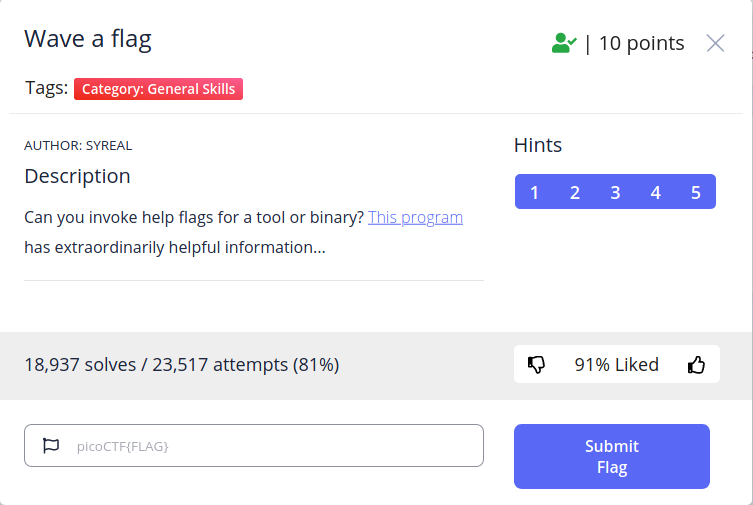 Wave a flag
| 10 points
Tags: Category: General Skills
AUTHOR: SYREAL
Hints
Description
1 2 3 4 5
Can you invoke help flags for a tool or binary? This program
has extraordinarily helpful information...
18,937 solves / 23,517 attempts (81%)
91% Liked
picoCTF{FLAG}
Submit
Flag